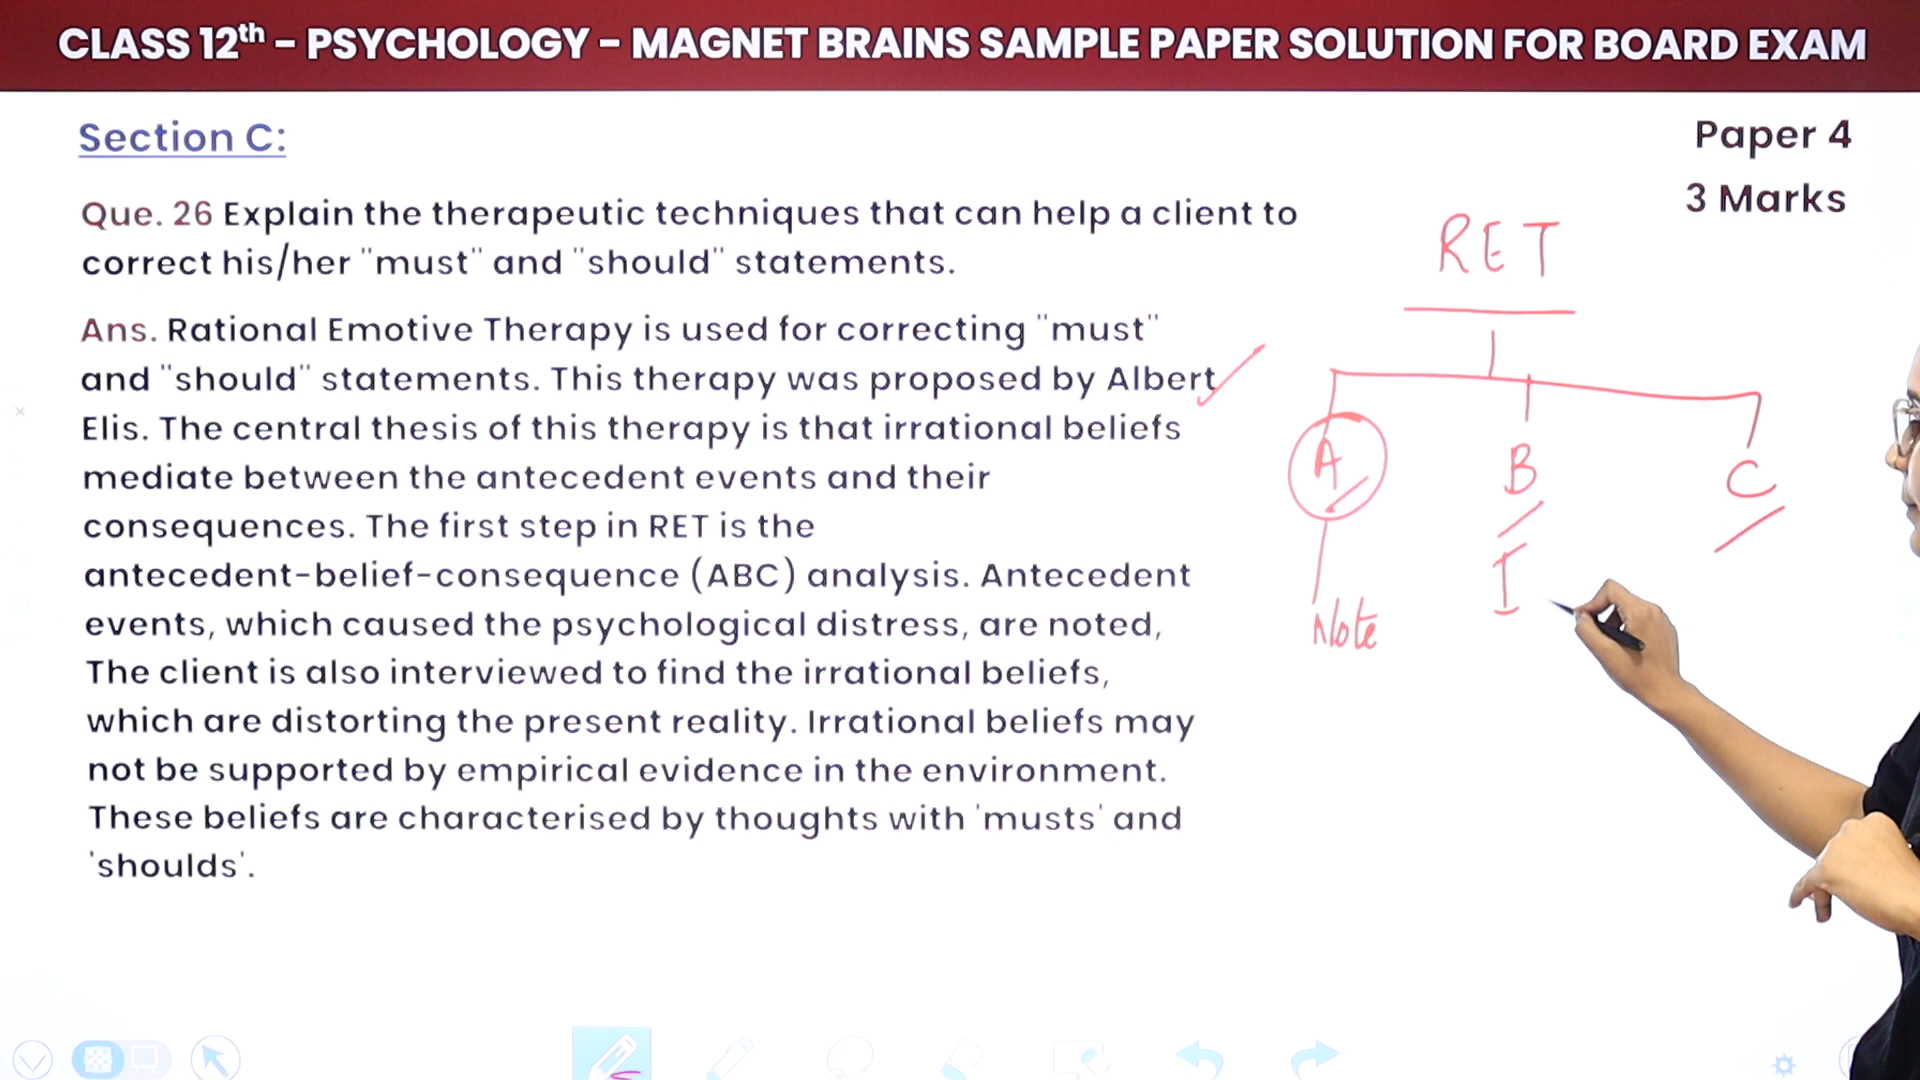 CLASS 12th – PSYCHOLOGY – MAGNET BRAINS SAMPLE PAPER SOLUTION FOR BOARD EXAM
Section C:
Paper 4
3 Marks
Que. 26 Explain the therapeutic techniques that can help a client to
correct his/her "must" and "should" statements.
Ans. Rational Emotive Therapy is used for correcting "must"
and "should" statements. This therapy was proposed by Albert
Elis. The central thesis of this therapy is that irrational beliefs
mediate between the antecedent events and their
consequences. The first step in RET is the
antecedent-belief-consequence (ABC) analysis. Antecedent
events, which caused the psychological distress, are noted,
The client is also interviewed to find the irrational beliefs,
which are distorting the present reality. Irrational beliefs may
not be supported by empirical evidence in the environment.
These beliefs are characterised by thoughts with 'musts' and
'shoulds'.
RET
A B C
Note I